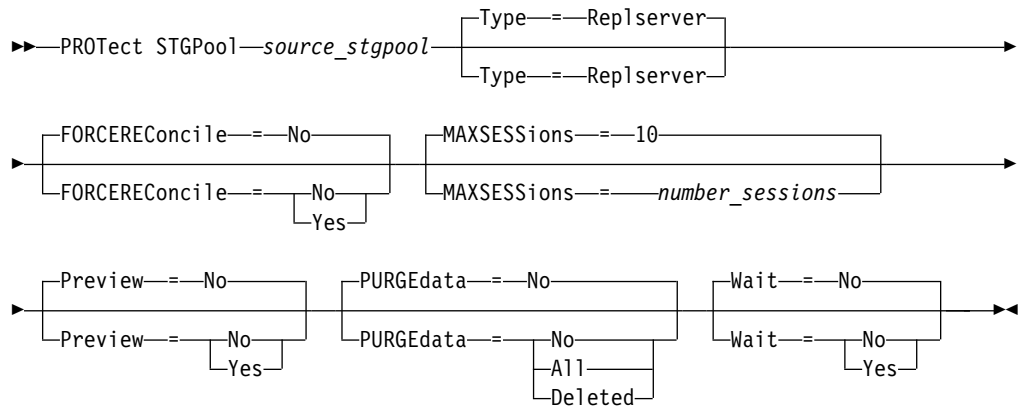 Type = Replserver
PROTect STGPool source_stgpool
Type = Replserver
FORCEREConcile = No MAXSESSions = 10
FORCEREConcile = No MAXSESSions = number_sessions
Yes
Preview = No PURGEdata = No Wait = No
Preview = No PURGEdata = No Wait = No
Yes All Yes
Deleted